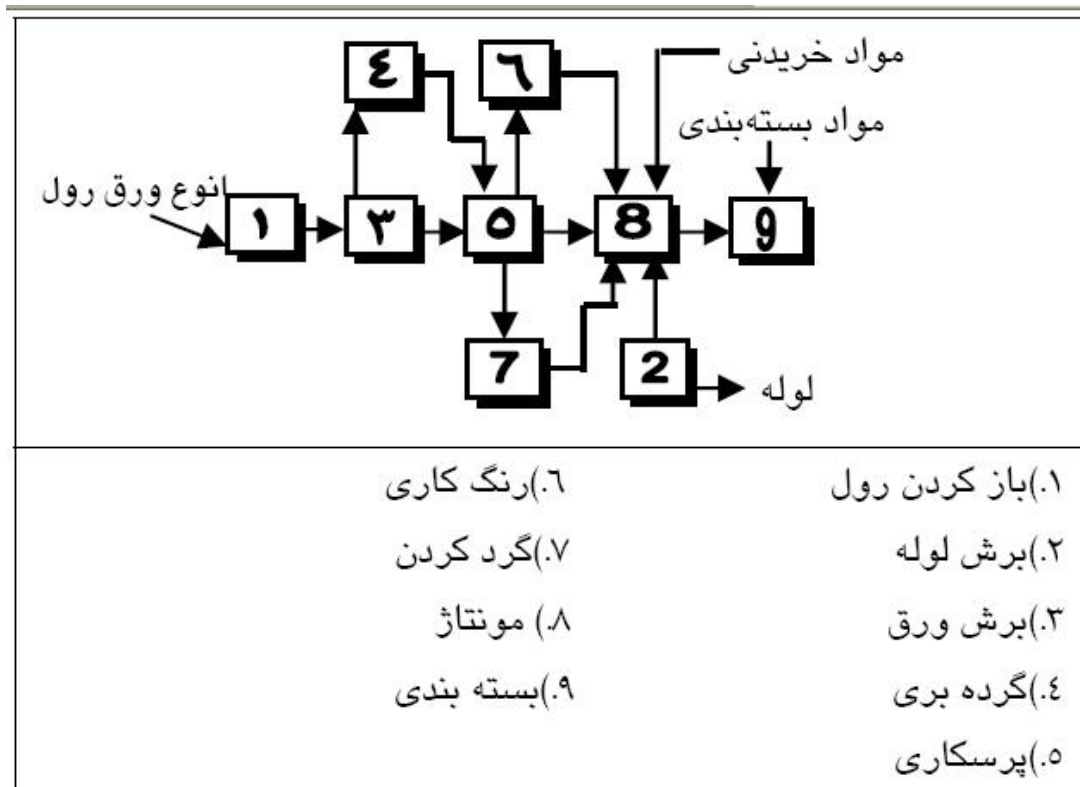 مواد خریدنی
٤ ٦
مواد بسته‌بندی
انوع ورق رول
١ ٣ ٥ 8 9
7 2
لوله
١.)باز کردن رول
٢.)برش لوله
٣.)برش ورق
٤.)گرده بری
٥.)پرسکاری
٦.)رنگ کاری
٧.)گرد کردن
٨.) مونتاژ
٩.)بسته بندی